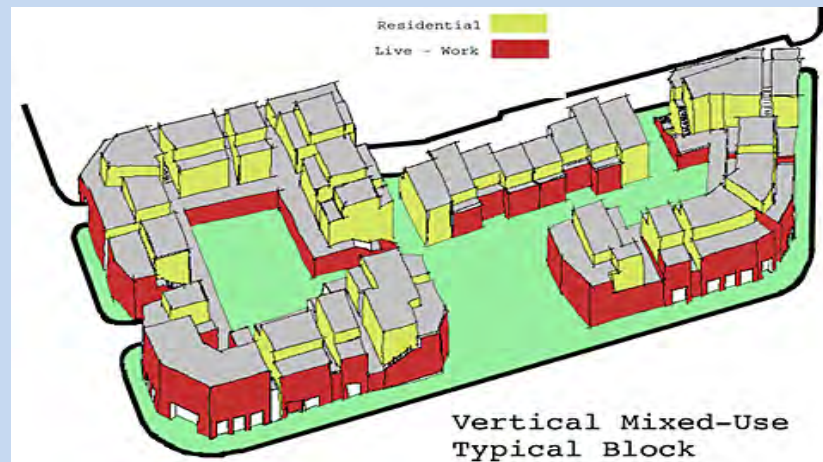 Residential
Live - Work
Vertical Mixed-Use
Typical Block